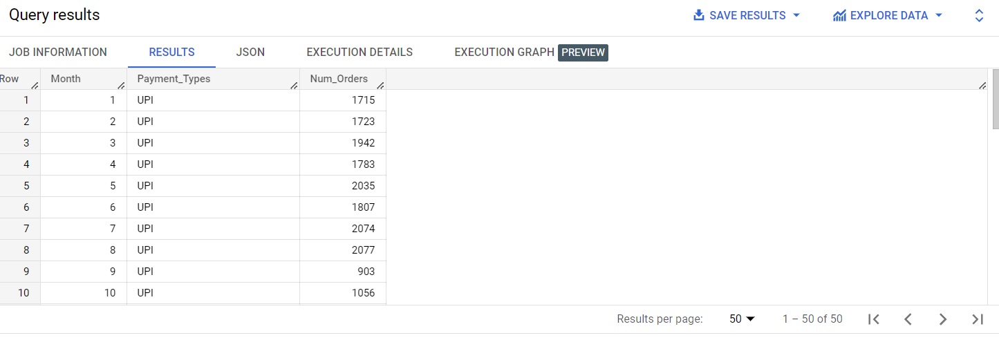 Query results SAVE RESULTS EXPLORE DATA
JOB INFORMATION RESULTS JSON EXECUTION DETAILS EXECUTION GRAPH PREVIEW
Row Month Payment_Types Num_Orders
1 1 UPI 1715
2 2 UPI 1723
3 3 UPI 1942
4 4 UPI 1783
5 5 UPI 2035
6 6 UPI 1807
7 7 UPI 2074
8 8 UPI 2077
9 9 UPI 903
10 10 UPI 1056
Results per page: 50 1 – 50 of 50